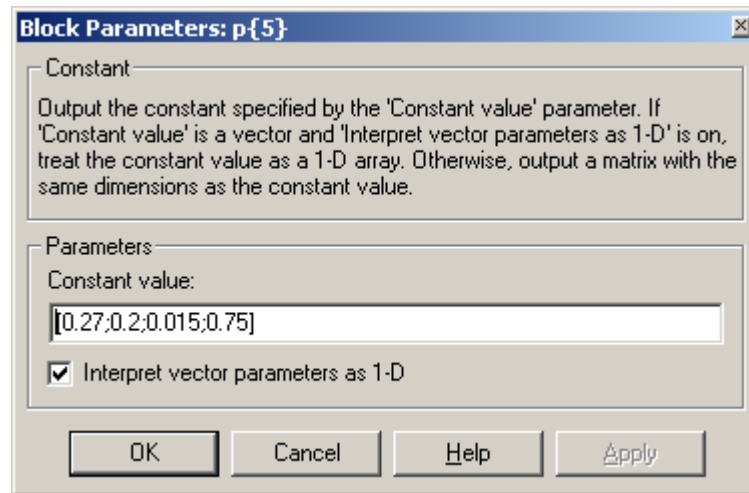 Block Parameters: p{5}
Constant
Output the constant specified by the 'Constant value' parameter. If
'Constant value' is a vector and 'Interpret vector parameters as 1-D' is on,
treat the constant value as a 1-D array. Otherwise, output a matrix with the
same dimensions as the constant value.
Parameters
Constant value:
[0.27;0.2;0.015;0.75]
Interpret vector parameters as 1-D
OK Cancel Help Apply